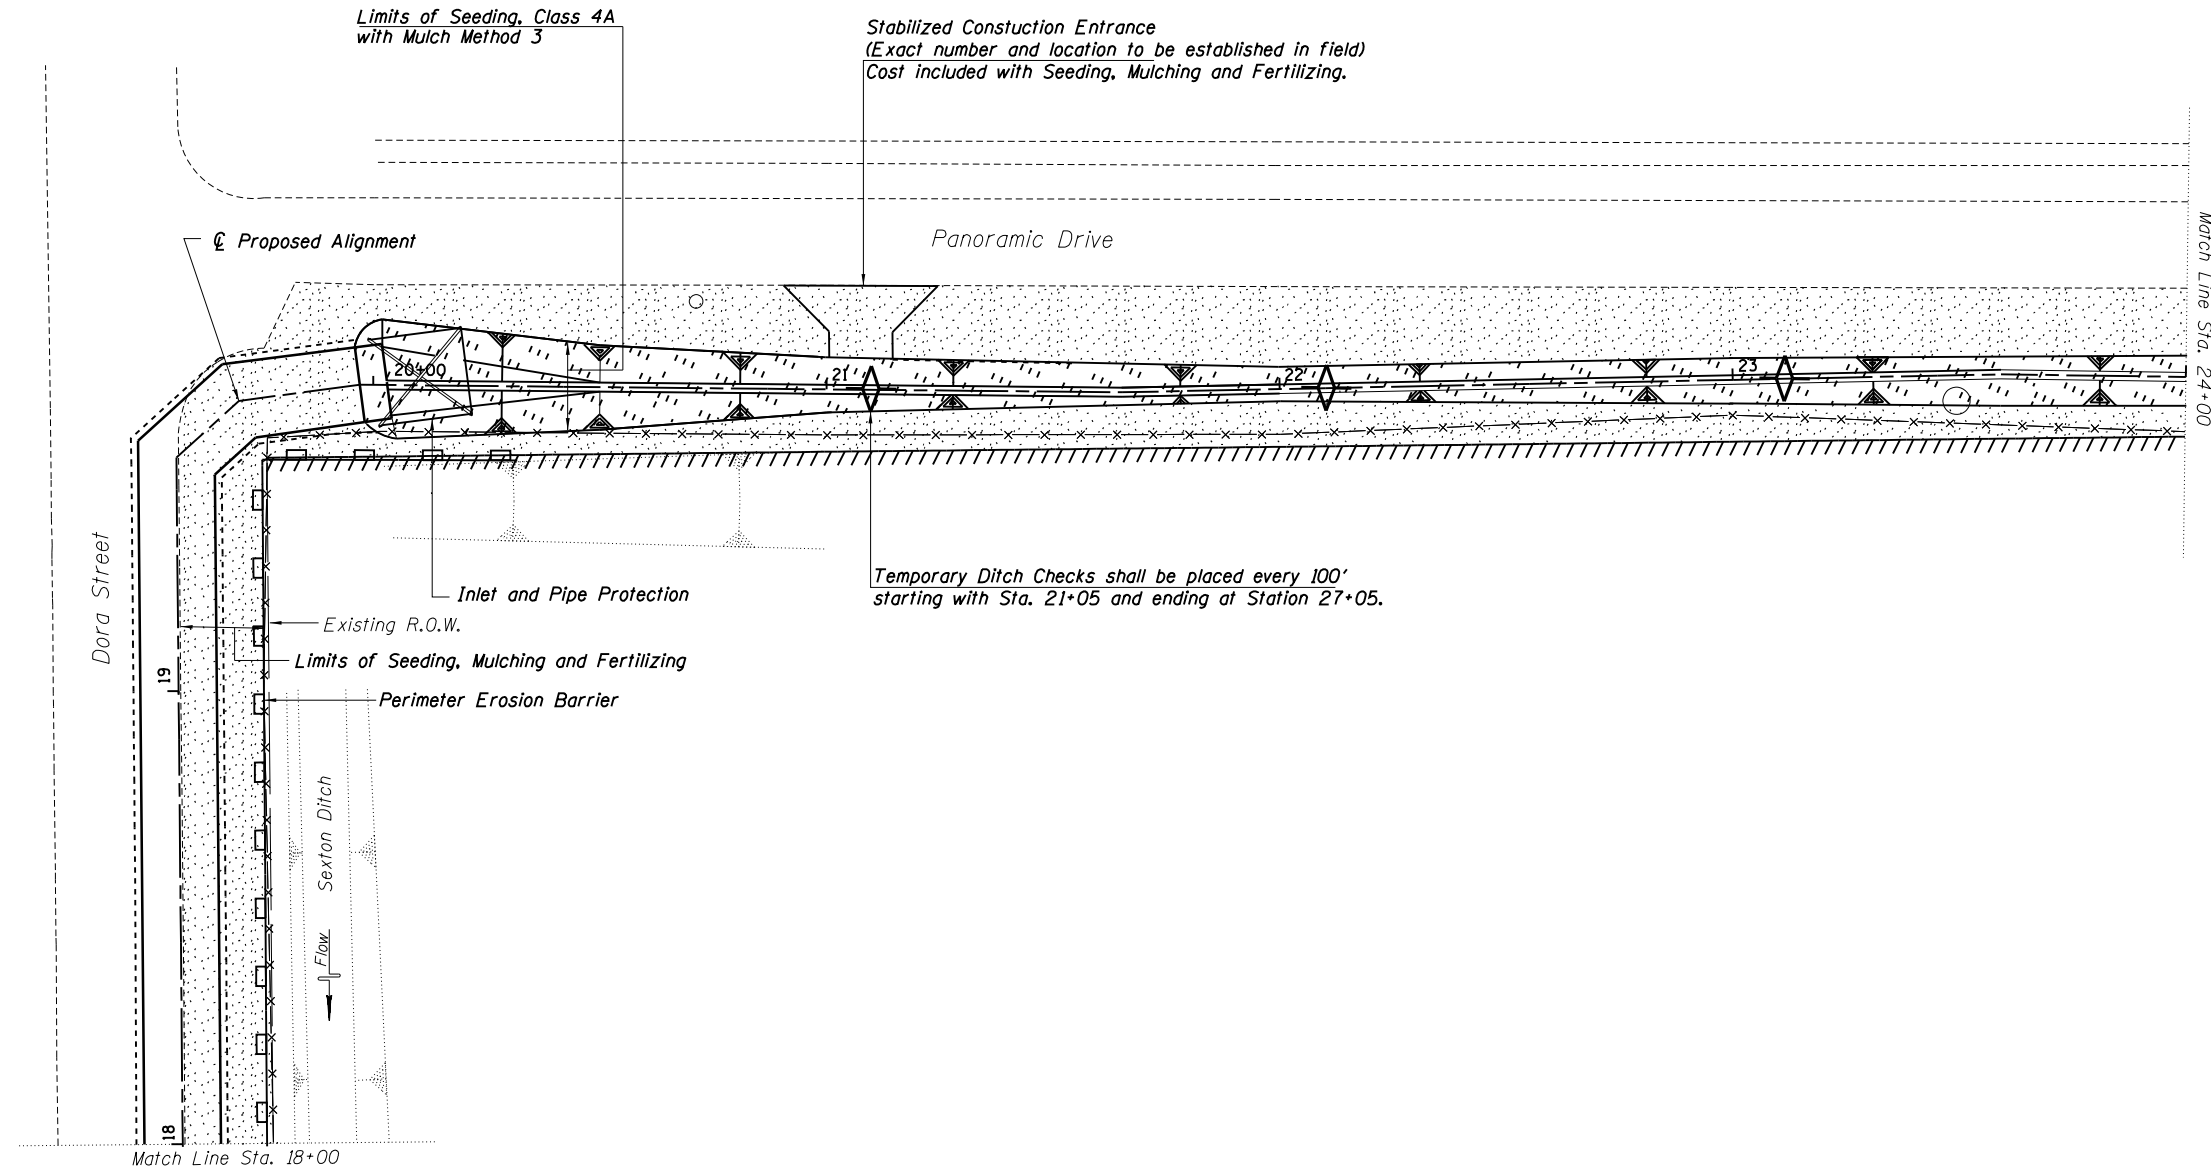 Limits of Seeding, Class 4A
with Mulch Method 3
Stabilized Constuction Entrance
(Exact number and location to be established in field)
Cost included with Seeding, Mulching and Fertilizing.
℄ Proposed Alignment
Panoramic Drive
Match Line Sta. 24+00
20+00
21
22
23
Temporary Ditch Checks shall be placed every 100'
starting with Sta. 21+05 and ending at Station 27+05.
Inlet and Pipe Protection
Existing R.O.W.
Limits of Seeding, Mulching and Fertilizing
Perimeter Erosion Barrier
Dora Street
19
Sexton Ditch
Flow
18
Match Line Sta. 18+00